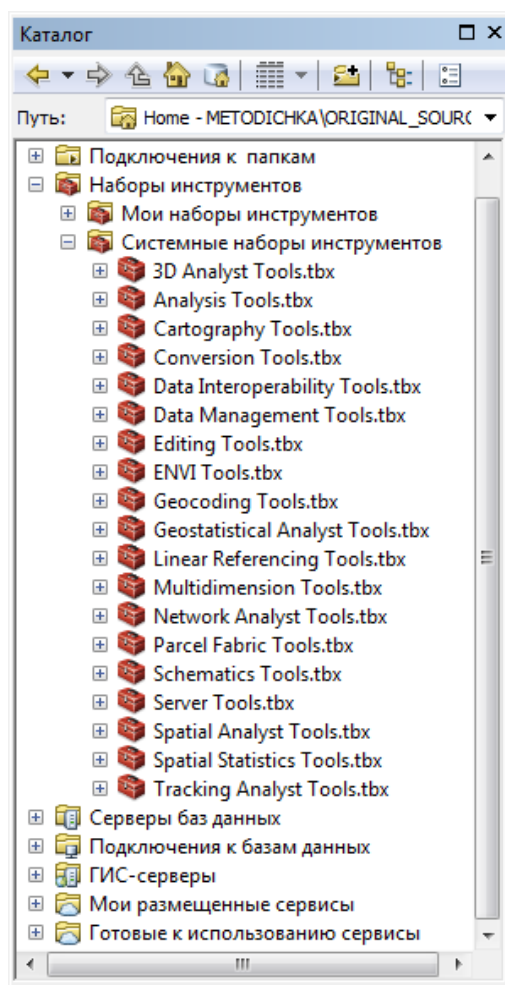 Каталог
Путь: Home - METODICHKA\ORIGINAL_SOUR
Подключения к папкам
Наборы инструментов
Мои наборы инструментов
Системные наборы инструментов
3D Analyst Tools.tbx
Analysis Tools.tbx
Cartography Tools.tbx
Conversion Tools.tbx
Data Interoperability Tools.tbx
Data Management Tools.tbx
Editing Tools.tbx
ENVI Tools.tbx
Geocoding Tools.tbx
Geostatistical Analyst Tools.tbx
Linear Referencing Tools.tbx
Multidimension Tools.tbx
Network Analyst Tools.tbx
Parcel Fabric Tools.tbx
Schematics Tools.tbx
Server Tools.tbx
Spatial Analyst Tools.tbx
Spatial Statistics Tools.tbx
Tracking Analyst Tools.tbx
Серверы баз данных
Подключения к базам данных
ГИС-серверы
Мои размещенные сервисы
Готовые к использованию сервисы